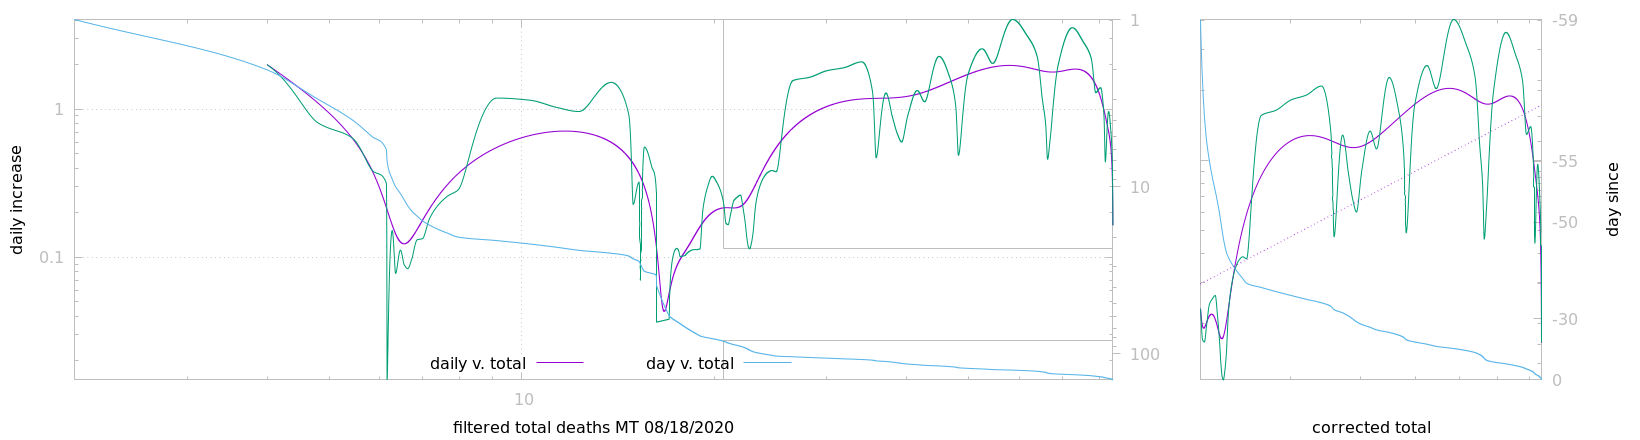 daily increase
1
0.1
10
filtered total deaths MT 08/18/2020
daily v. total
day v. total
1
10
100
-59
-55
-50
-30
0
day since
corrected total